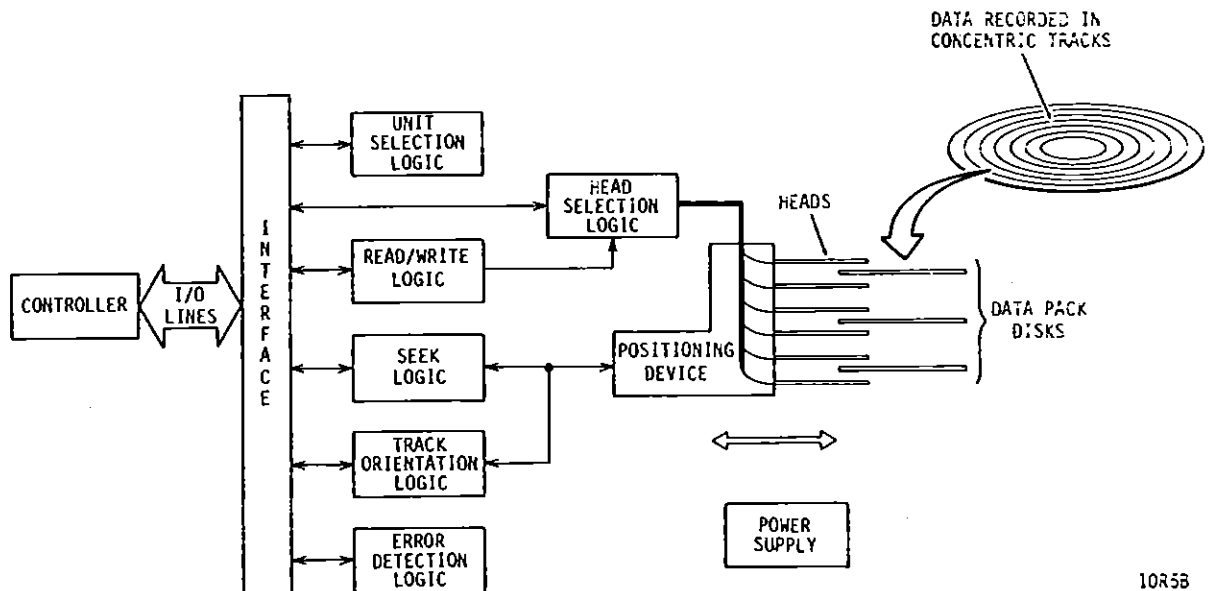 DATA RECORDED IN
CONCENTRIC TRACKS
UNIT
SELECTION
LOGIC
HEAD
SELECTION
LOGIC
HEADS
INTERFACE
READ/WRITE
LOGIC
CONTROLLER
I/O
LINES
DATA PACK
DISKS
SEEK
LOGIC
POSITIONING
DEVICE
TRACK
ORIENTATION
LOGIC
POWER
SUPPLY
ERROR
DETECTION
LOGIC
10R5B